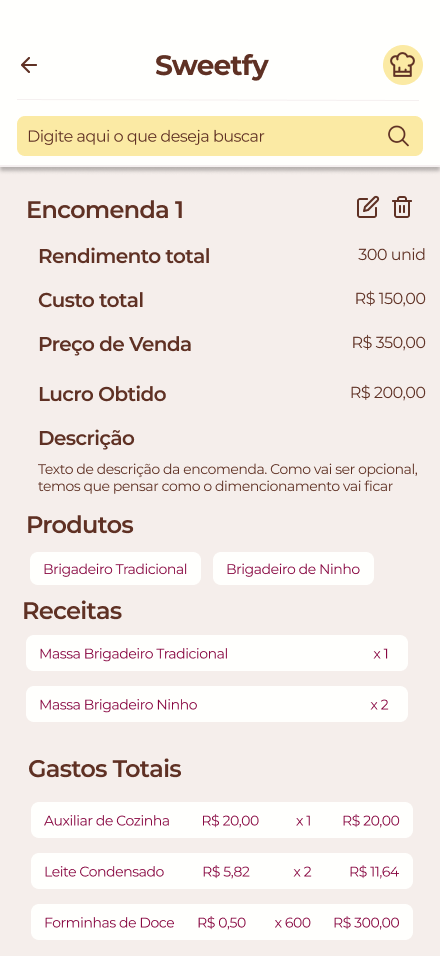 Sweetfy
Digite aqui o que deseja buscar
Encomenda 1
Rendimento total 300 unid
Custo total R$ 150,00
Preço de Venda R$ 350,00
Lucro Obtido R$ 200,00
Descrição
Texto de descrição da encomenda. Como vai ser opcional,
temos que pensar como o dimencionamento vai ficar
Produtos
Brigadeiro Tradicional Brigadeiro de Ninho
Receitas
Massa Brigadeiro Tradicional x 1
Massa Brigadeiro Ninho x 2
Gastos Totais
Auxiliar de Cozinha R$ 20,00 x 1 R$ 20,00
Leite Condensado R$ 5,82 x 2 R$ 11,64
Forminhas de Doce R$ 0,50 x 600 R$ 300,00